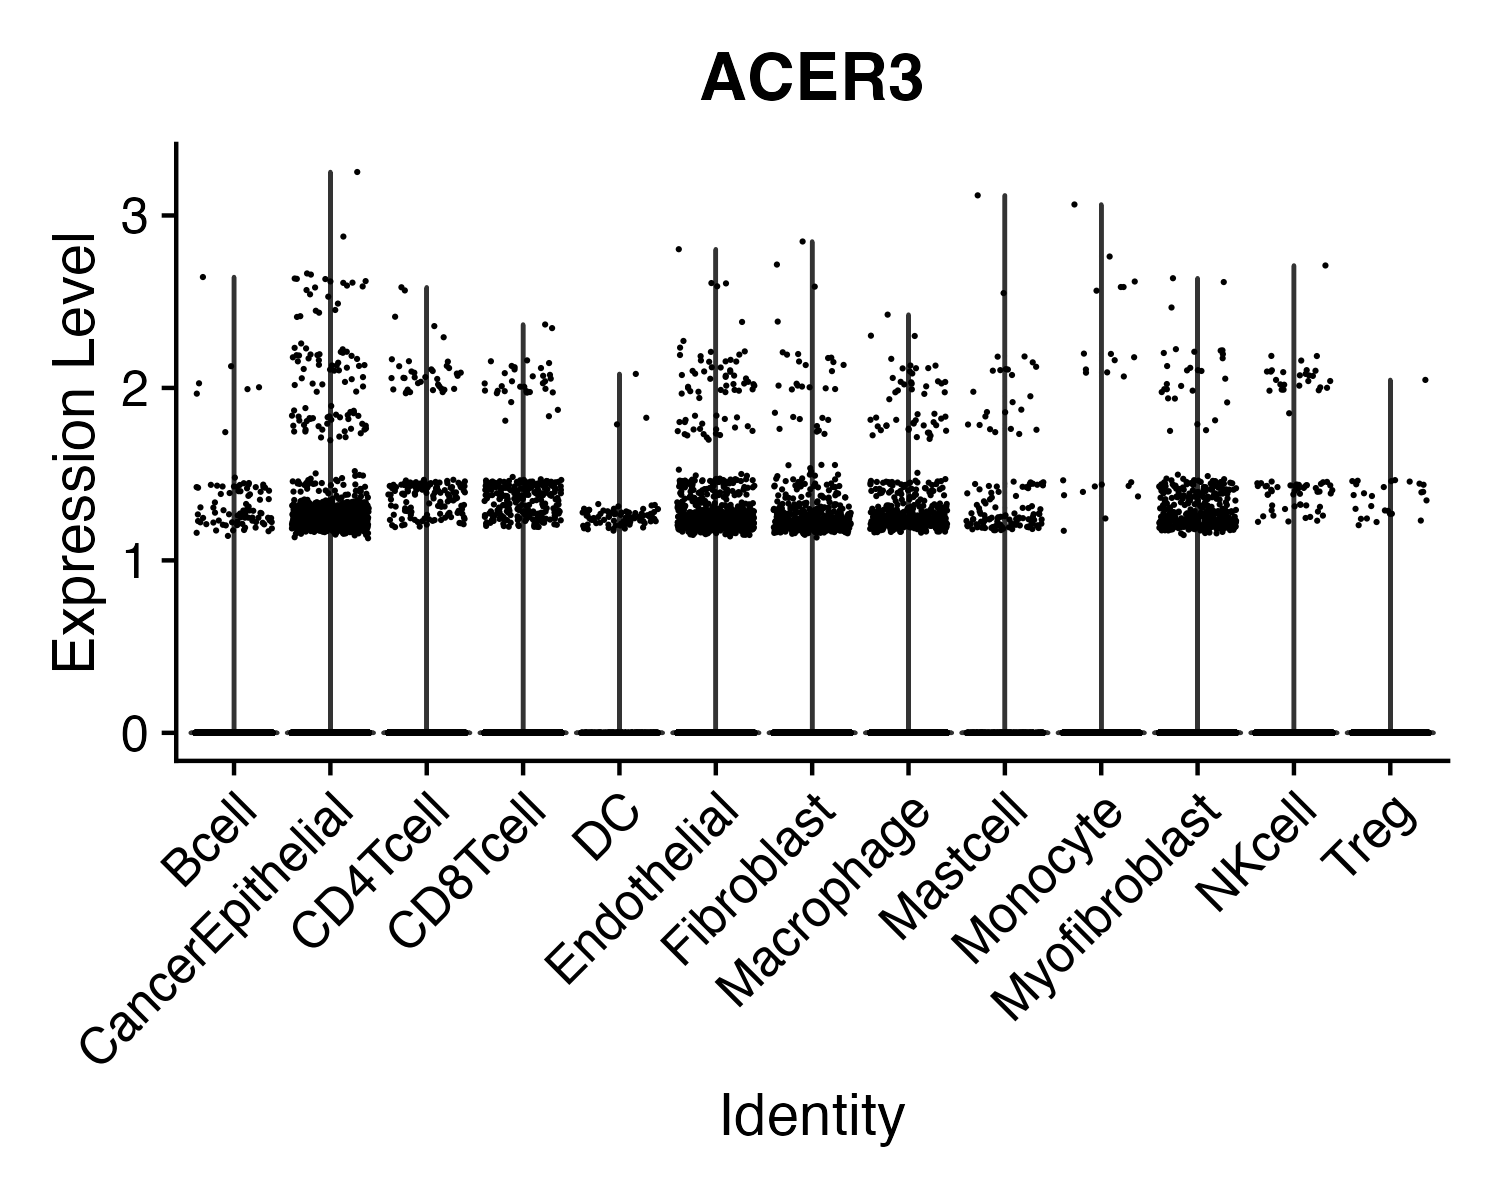 ACER3
Expression Level
3
2
1
0
Bcell
CancerEpithelial
CD4Tcell
CD8Tcell
DC
Endothelial
Fibroblast
Macrophage
Mastcell
Monocyte
Myofibroblast
NKcell
Treg
Identity